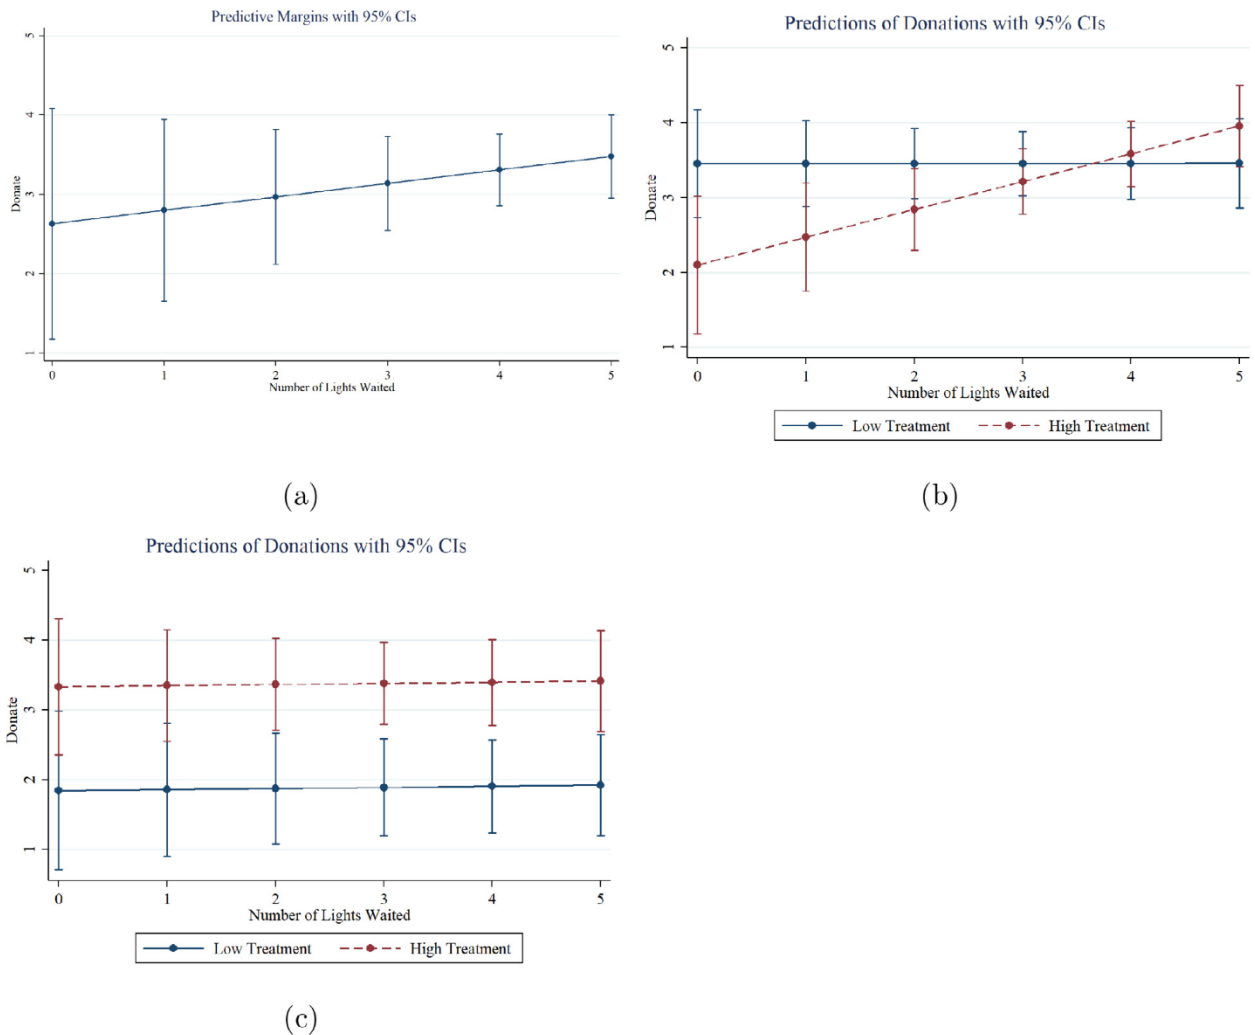 Predictive Margins with 95% CIs
5
4
3
2
1
Donate
0 1 2 3 4 5
Number of Lights Waited
(a)
Predictions of Donations with 95% CIs
5
4
3
2
1
Donate
0 1 2 3 4 5
Number of Lights Waited
Low Treatment High Treatment
(b)
Predictions of Donations with 95% CIs
5
4
3
2
1
Donate
0 1 2 3 4 5
Number of Lights Waited
Low Treatment High Treatment
(c)